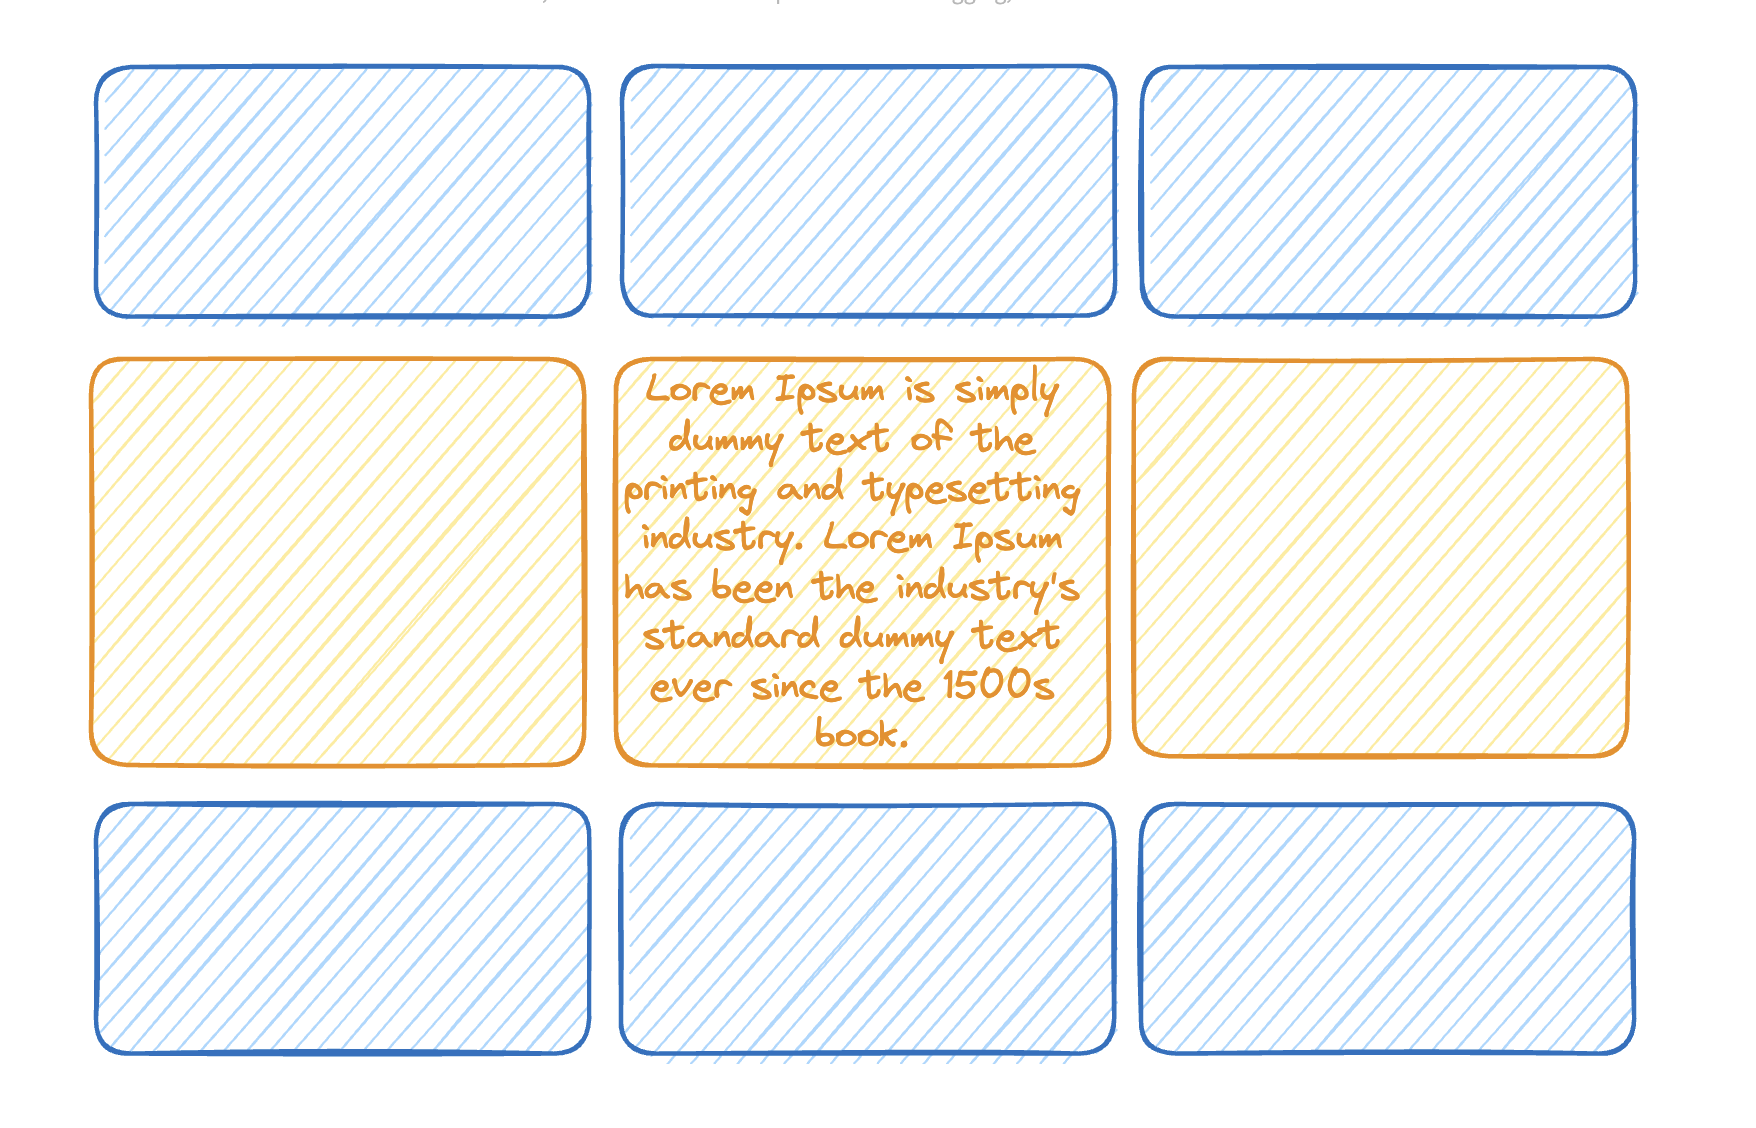 Lorem Ipsum is simply
dummy text of the
printing and typesetting
industry. Lorem Ipsum
has been the industry's
standard dummy text
ever since the 1500s
book.